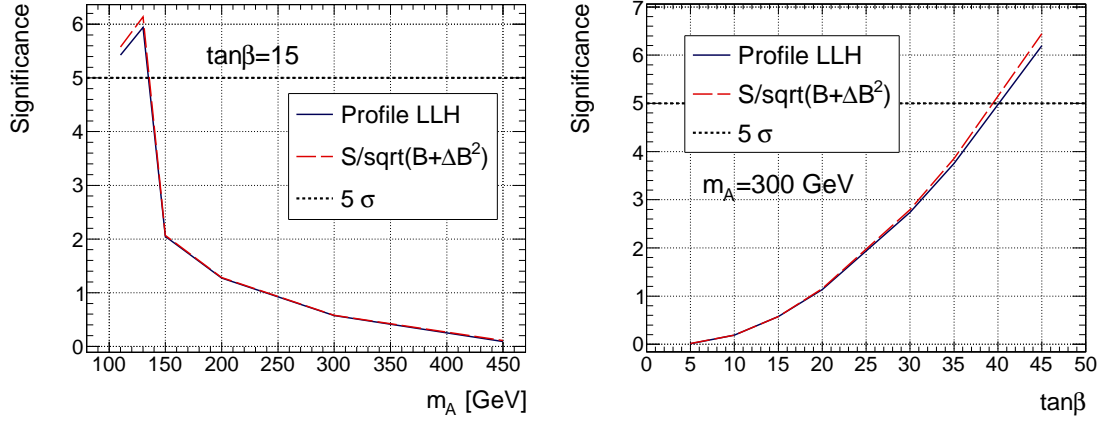 Significance
6
5
4
3
2
1
0
tanβ=15
Profile LLH
S/sqrt(B+ΔB²)
5 σ
100 150 200 250 300 350 400 450
m_A [GeV]
Significance
7
6
5
4
3
2
1
0
Profile LLH
S/sqrt(B+ΔB²)
5 σ
m_A=300 GeV
0 5 10 15 20 25 30 35 40 45 50
tanβ